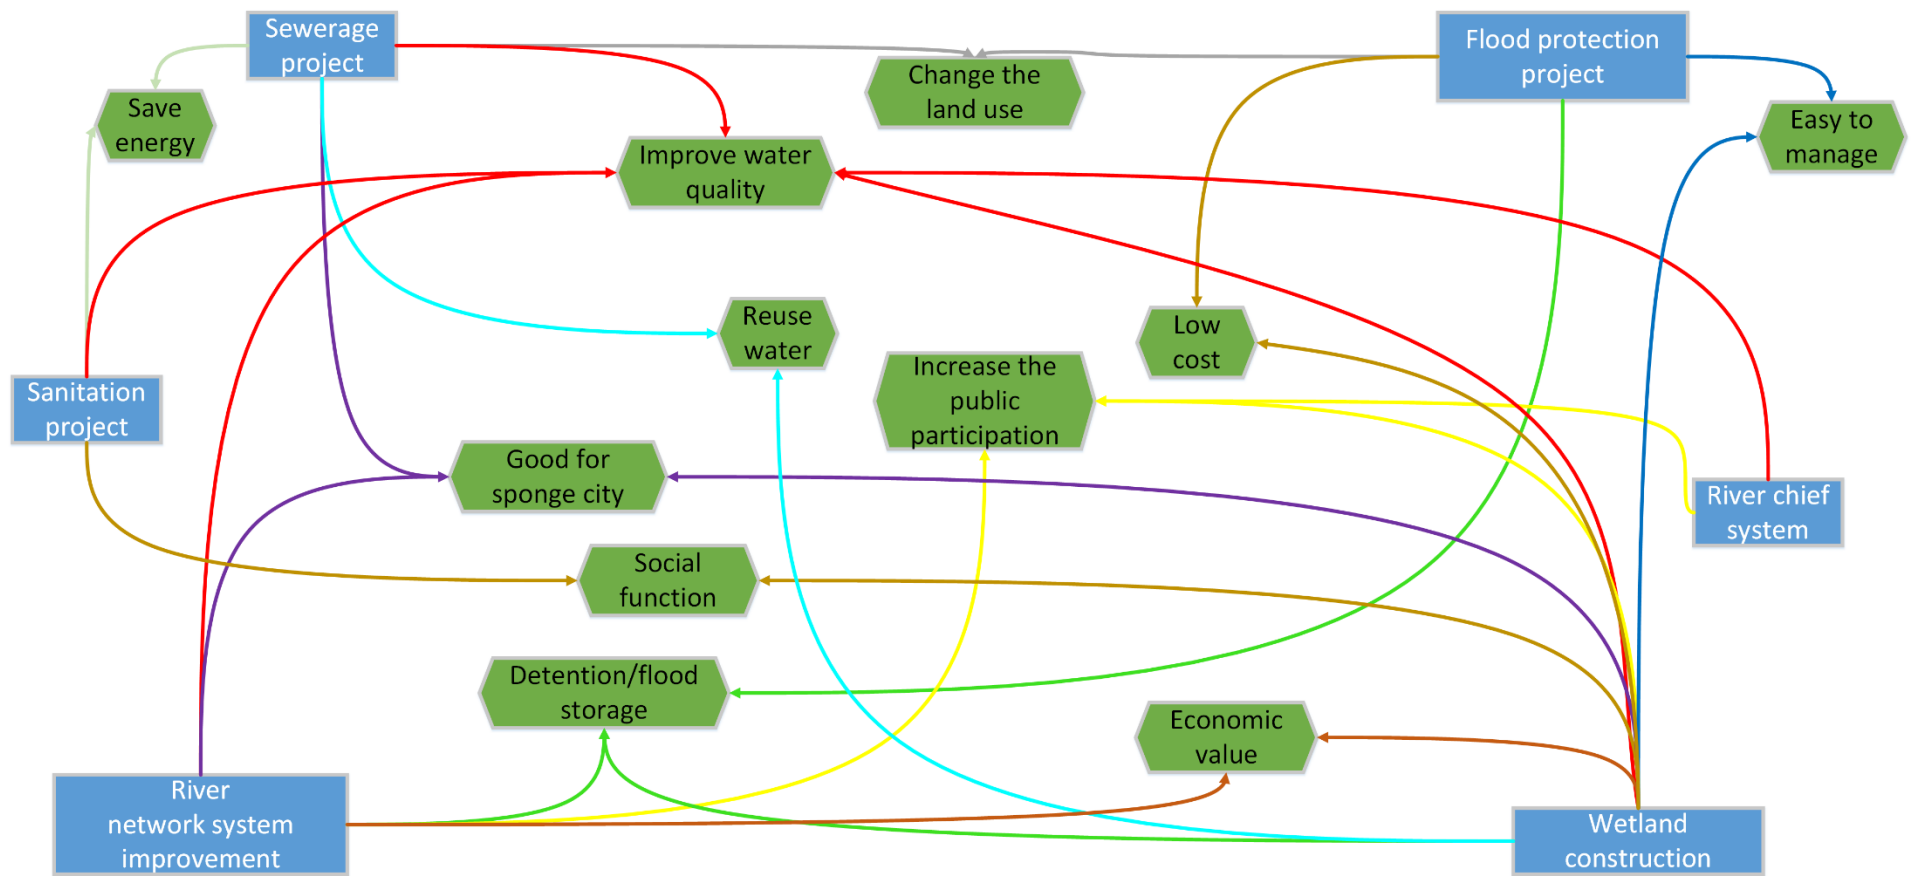 Sewerage
project
Flood protection
project
Change the
land use
Save
energy
Easy to
manage
Improve water
quality
Reuse
water
Low
cost
Increase the
public
participation
Sanitation
project
Good for
sponge city
River chief
system
Social
function
Detention/flood
storage
Economic
value
River
network system
improvement
Wetland
construction